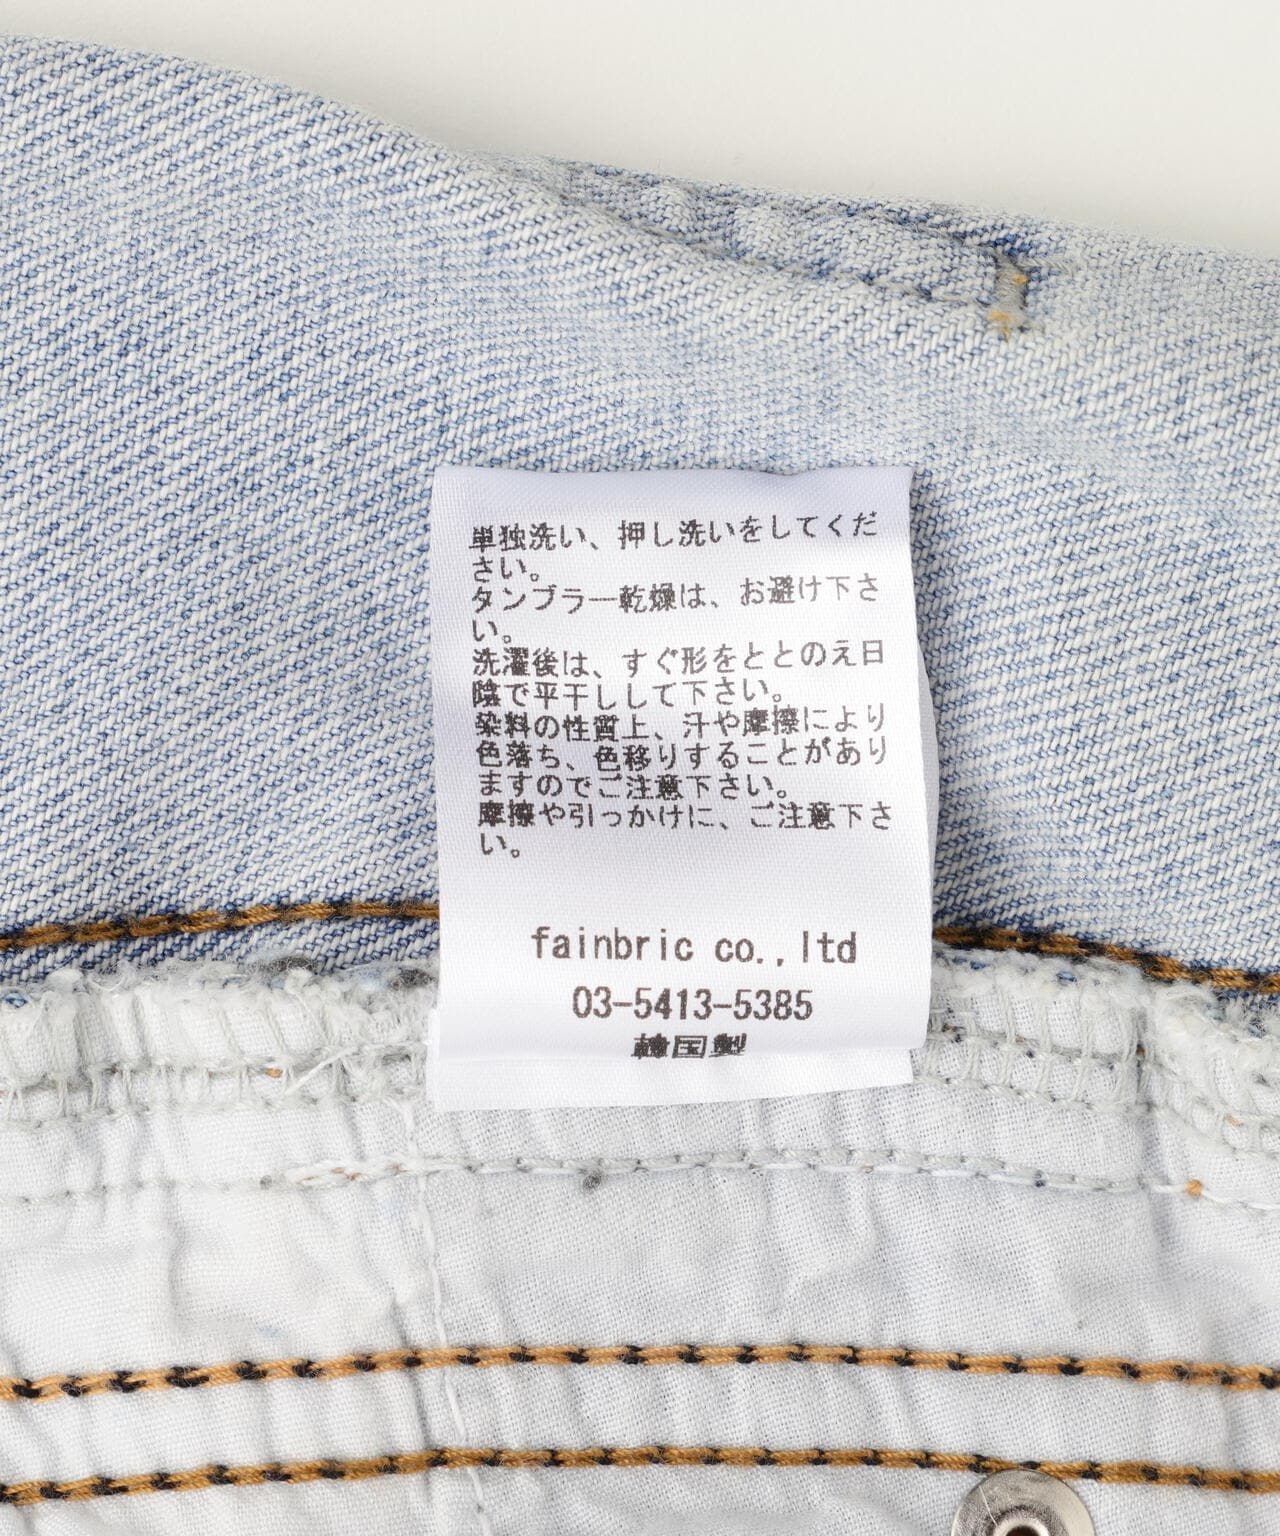 単独洗い、押し洗いをしてくだ
さい。
タンブラー乾燥は、お避け下さ
い。
洗濯後は、すぐ形をととのえ日
陰で平干しして下さい。
染料の性質上、汗や摩擦により
色落ち、色移りすることがあり
ますのでご注意下さい。
摩擦や引っかけに、ご注意下さ
い。
fainbric co.,ltd
03-5413-5385
韓国製